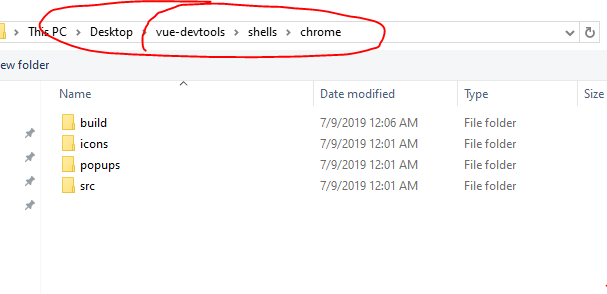 This PC > Desktop > vue-devtools > shells > chrome
ew folder
Name Date modified Type Size
build 7/9/2019 12:06 AM File folder
icons 7/9/2019 12:01 AM File folder
popups 7/9/2019 12:01 AM File folder
src 7/9/2019 12:01 AM File folder